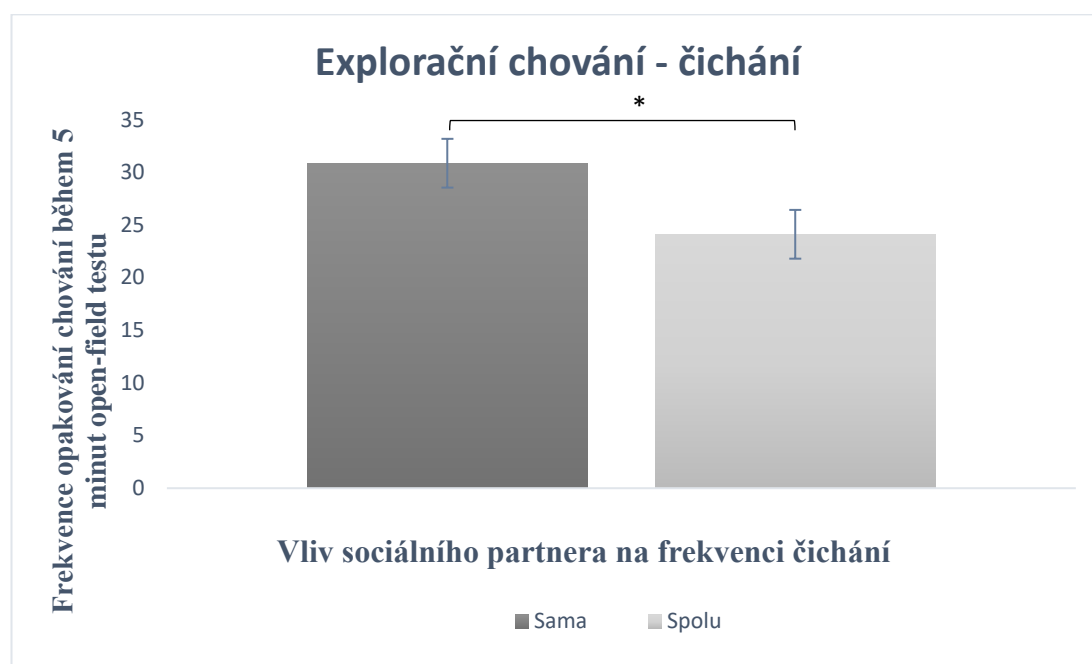 Explorační chování - čichání
*
Frekvence opakování chování během 5
minut open-field testu
35
30
25
20
15
10
5
0
Vliv sociálního partnera na frekvenci čichání
Sama
Spolu